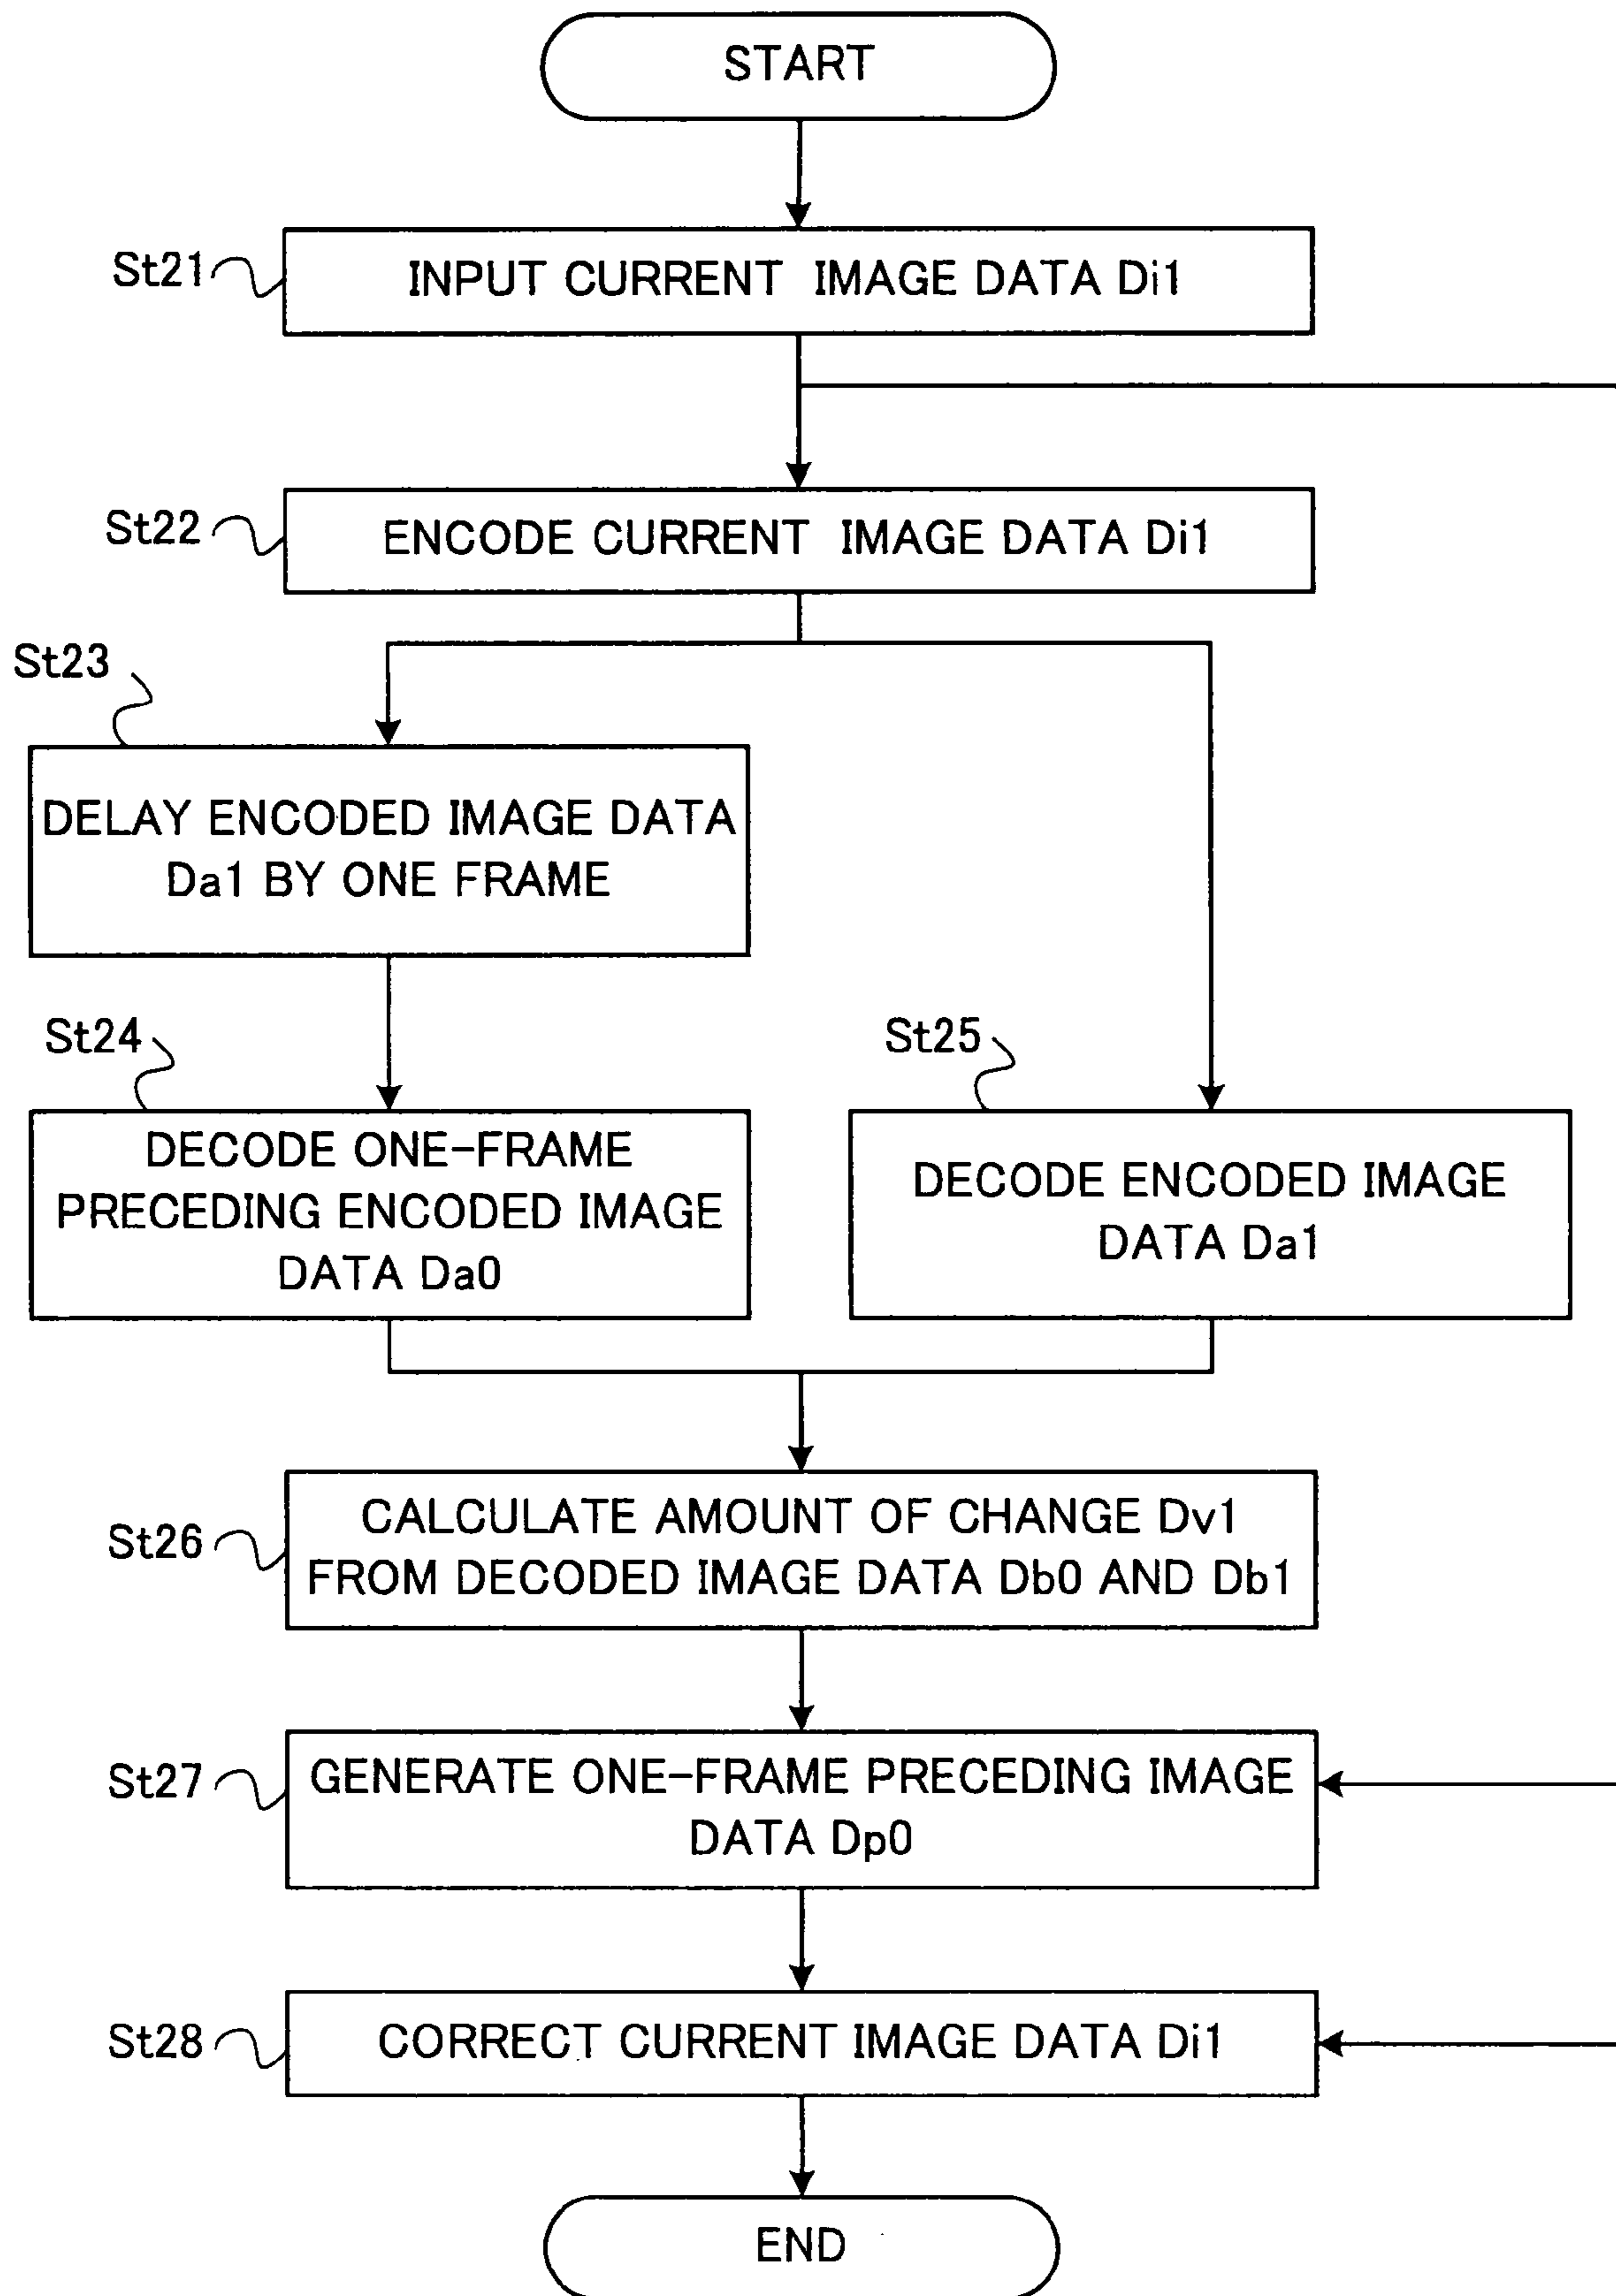 START
St21
INPUT CURRENT IMAGE DATA Di1
St22
ENCODE CURRENT IMAGE DATA Di1
St23
DELAY ENCODED IMAGE DATA
Da1 BY ONE FRAME
St24
DECODE ONE-FRAME
PRECEDING ENCODED IMAGE
DATA Da0
St25
DECODE ENCODED IMAGE
DATA Da1
St26
CALCULATE AMOUNT OF CHANGE Dv1
FROM DECODED IMAGE DATA Db0 AND Db1
St27
GENERATE ONE-FRAME PRECEDING IMAGE
DATA Dp0
St28
CORRECT CURRENT IMAGE DATA Di1
END